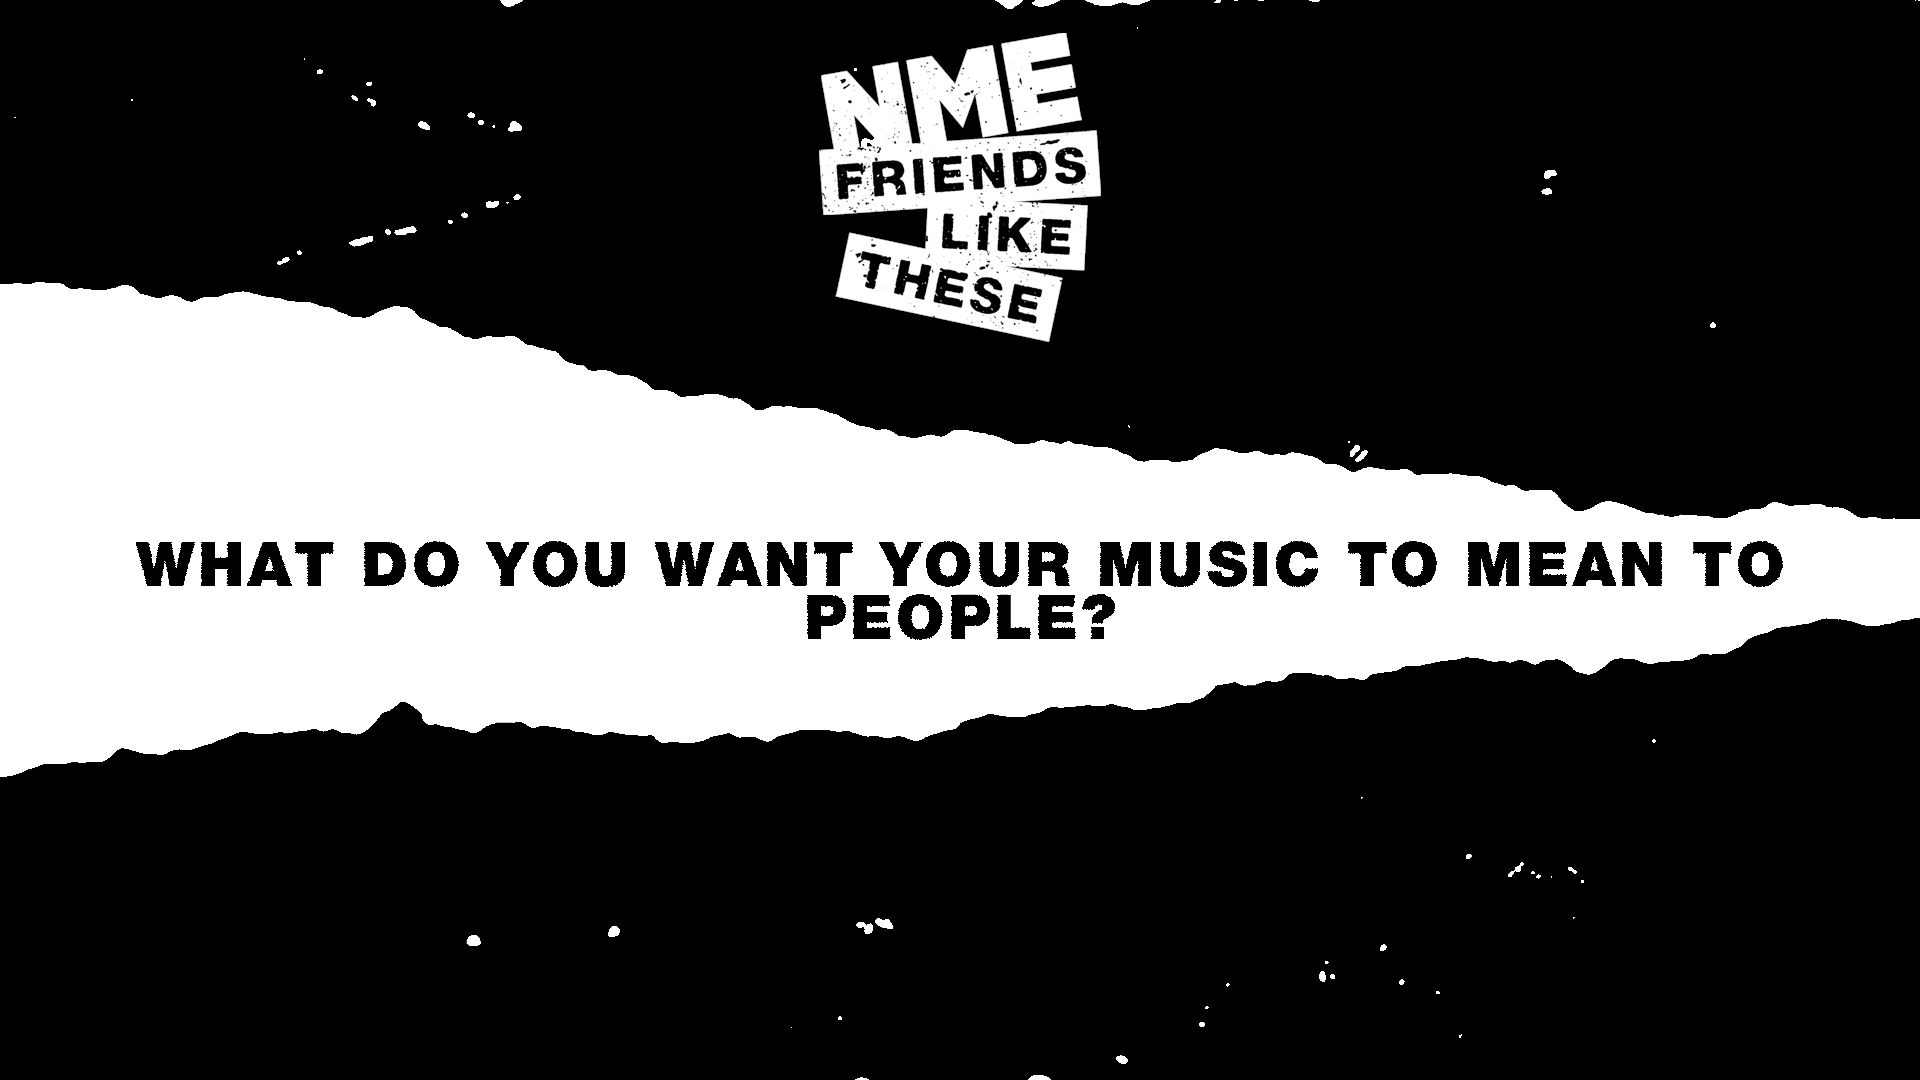 NME
FRIENDS
LIKE
THESE
WHAT DO YOU WANT YOUR MUSIC TO MEAN TO
PEOPLE?